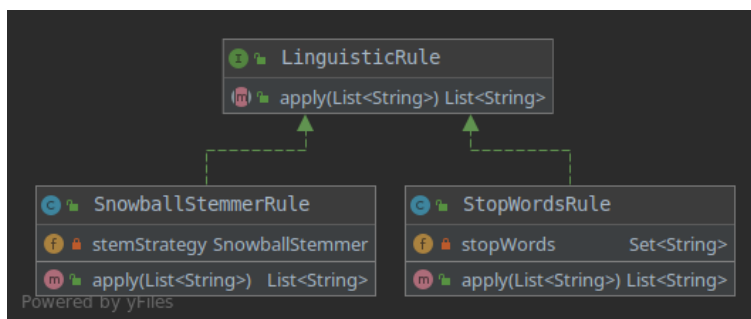 LinguisticRule
apply(List<String>) List<String>
SnowballStemmerRule
stemStrategy SnowballStemmer
apply(List<String>) List<String>
StopWordsRule
stopWords Set<String>
apply(List<String>) List<String>
Powered by yFiles